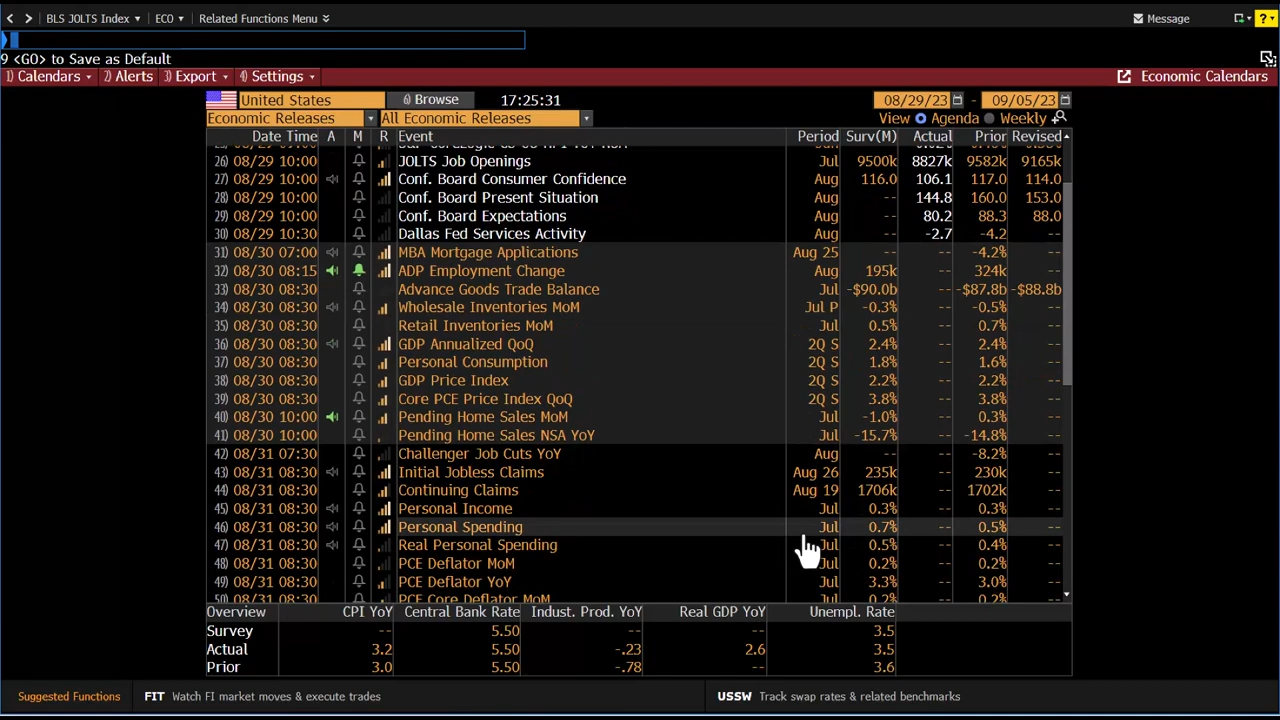 BLS JOLTS Index ECO Related Functions Menu Message ?
9 <GO> to Save as Default
1) Calendars 2) Alerts 3) Export 4) Settings Economic Calendars
United States Browse 17:25:31 08/29/23 - 09/05/23
Economic Releases All Economic Releases View Agenda Weekly
Date Time A M R Event Period Surv(M) Actual Prior Revised
26) 08/29 10:00 JOLTS Job Openings Jul 9500k 8827k 9582k 9165k
27) 08/29 10:00 Conf. Board Consumer Confidence Aug 116.0 106.1 117.0 114.0
28) 08/29 10:00 Conf. Board Present Situation Aug -- 144.8 160.0 153.0
29) 08/29 10:00 Conf. Board Expectations Aug -- 80.2 88.3 88.0
30) 08/29 10:30 Dallas Fed Services Activity Aug -- -2.7 -4.2 --
31) 08/30 07:00 MBA Mortgage Applications Aug 25 -- -- -4.2% --
32) 08/30 08:15 ADP Employment Change Aug 195k -- 324k --
33) 08/30 08:30 Advance Goods Trade Balance Jul -$90.0b -- -$87.8b -$88.8b
34) 08/30 08:30 Wholesale Inventories MoM Jul P -0.3% -- -0.5% --
35) 08/30 08:30 Retail Inventories MoM Jul 0.5% -- 0.7% --
36) 08/30 08:30 GDP Annualized QoQ 2Q S 2.4% -- 2.4% --
37) 08/30 08:30 Personal Consumption 2Q S 1.8% -- 1.6% --
38) 08/30 08:30 GDP Price Index 2Q S 2.2% -- 2.2% --
39) 08/30 08:30 Core PCE Price Index QoQ 2Q S 3.8% -- 3.8% --
40) 08/30 10:00 Pending Home Sales MoM Jul -1.0% -- 0.3% --
41) 08/30 10:00 Pending Home Sales NSA YoY Jul -15.7% -- -14.8% --
42) 08/31 07:30 Challenger Job Cuts YoY Aug -- -- -8.2% --
43) 08/31 08:30 Initial Jobless Claims Aug 26 235k -- 230k --
44) 08/31 08:30 Continuing Claims Aug 19 1706k -- 1702k --
45) 08/31 08:30 Personal Income Jul 0.3% -- 0.3% --
46) 08/31 08:30 Personal Spending Jul 0.7% -- 0.5% --
47) 08/31 08:30 Real Personal Spending Jul 0.5% -- 0.4% --
48) 08/31 08:30 PCE Deflator MoM Jul 0.2% -- 0.2% --
49) 08/31 08:30 PCE Deflator YoY Jul 3.3% -- 3.0% --
50) 08/31 08:30 PCE Core Deflator MoM Jul 0.2% -- 0.2% --
Overview CPI YoY Central Bank Rate Indust. Prod. YoY Real GDP YoY Unempl. Rate
Survey -- 5.50 -- -- 3.5
Actual 3.2 5.50 -.23 2.6 3.5
Prior 3.0 5.50 -.78 -- 3.6
Suggested Functions FIT Watch FI market moves & execute trades USSW Track swap rates & related benchmarks